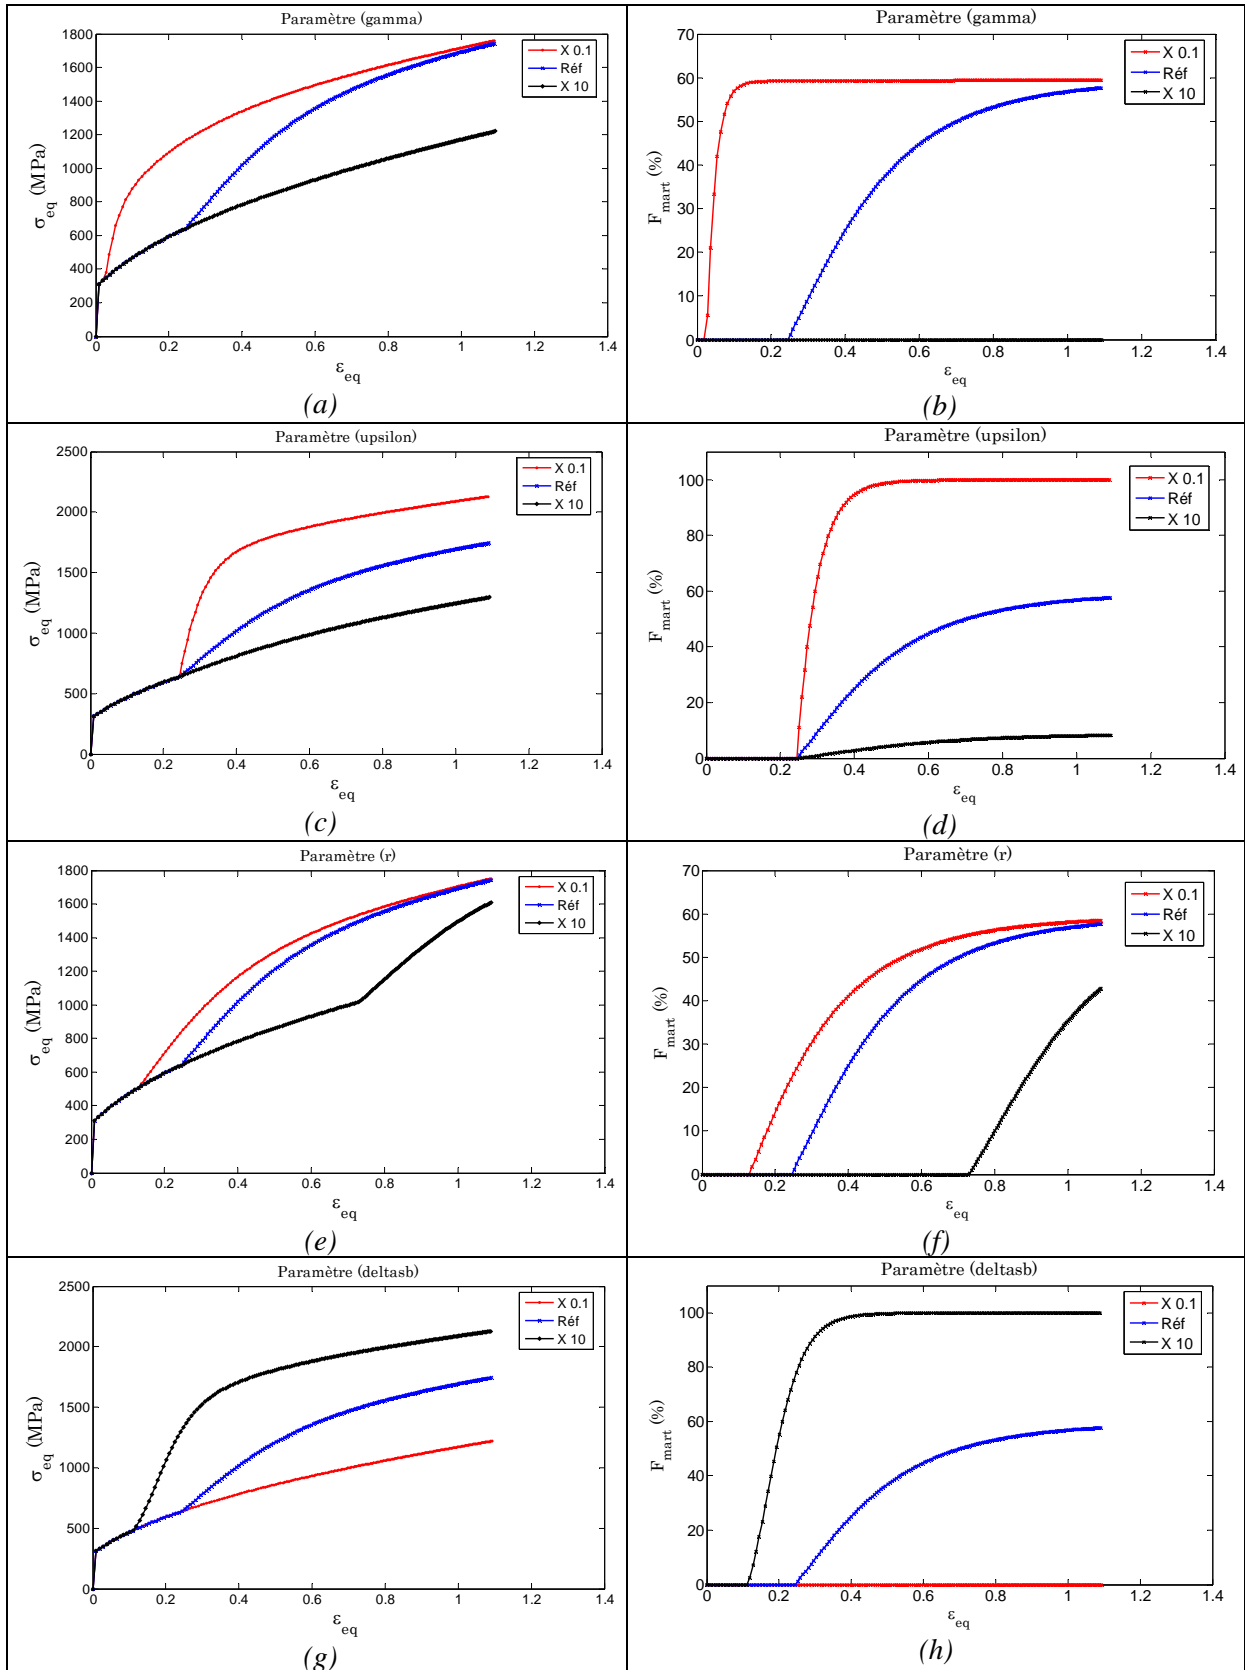 Paramètre (gamma)
1800
1600
1400
1200
1000
800
600
400
200
0
σeq (MPa)
0 0.2 0.4 0.6 0.8 1 1.2 1.4
εeq
X 0.1
Réf
X 10
(a)
Paramètre (gamma)
70
60
50
40
30
20
10
0
Fmart (%)
0 0.2 0.4 0.6 0.8 1 1.2 1.4
εeq
X 0.1
Réf
X 10
(b)
Paramètre (upsilon)
2500
2000
1500
1000
500
0
σeq (MPa)
0 0.2 0.4 0.6 0.8 1 1.2 1.4
εeq
X 0.1
Réf
X 10
(c)
Paramètre (upsilon)
100
80
60
40
20
0
Fmart (%)
0 0.2 0.4 0.6 0.8 1 1.2 1.4
εeq
X 0.1
Réf
X 10
(d)
Paramètre (r)
1800
1600
1400
1200
1000
800
600
400
200
0
σeq (MPa)
0 0.2 0.4 0.6 0.8 1 1.2 1.4
εeq
X 0.1
Réf
X 10
(e)
Paramètre (r)
70
60
50
40
30
20
10
0
Fmart (%)
0 0.2 0.4 0.6 0.8 1 1.2 1.4
εeq
X 0.1
Réf
X 10
(f)
Paramètre (deltasb)
2500
2000
1500
1000
500
0
σeq (MPa)
0 0.2 0.4 0.6 0.8 1 1.2 1.4
εeq
X 0.1
Réf
X 10
(g)
Paramètre (deltasb)
100
80
60
40
20
0
Fmart (%)
0 0.2 0.4 0.6 0.8 1 1.2 1.4
εeq
X 0.1
Réf
X 10
(h)